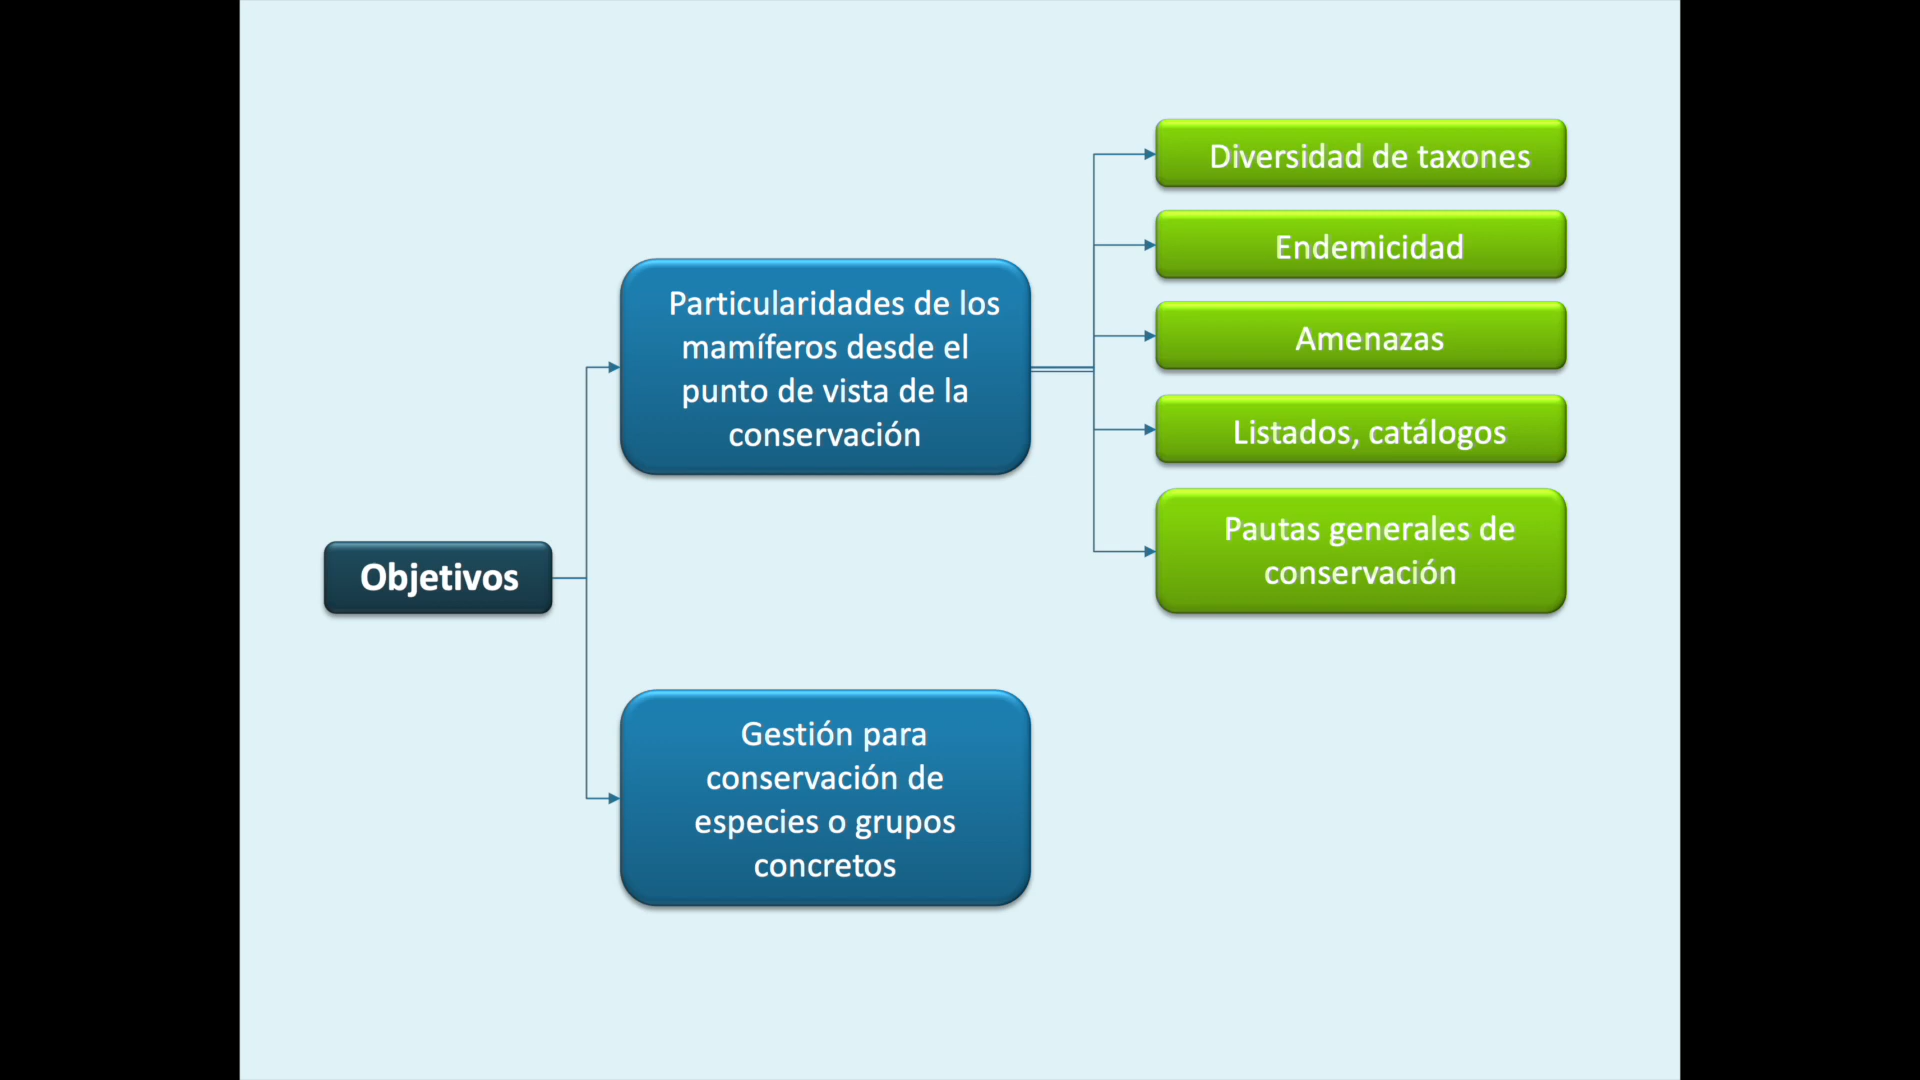 Objetivos
Particularidades de los
mamíferos desde el
punto de vista de la
conservación
Diversidad de taxones
Endemicidad
Amenazas
Listados, catálogos
Pautas generales de
conservación
Gestión para
conservación de
especies o grupos
concretos